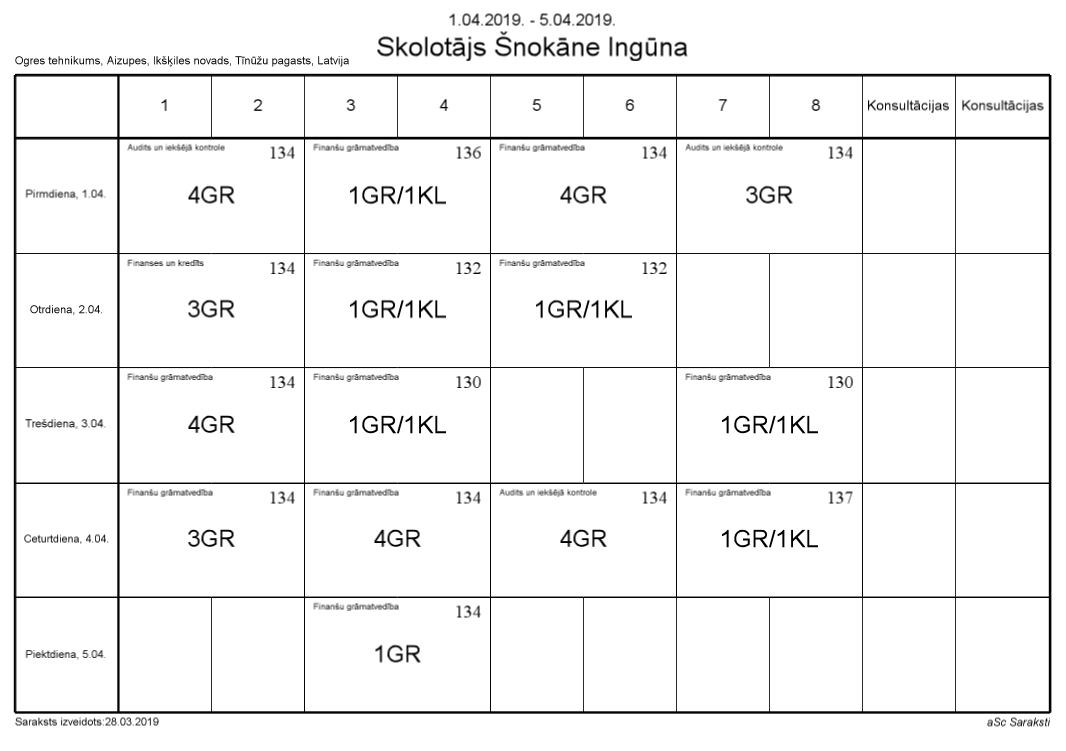 1.04.2019. - 5.04.2019.
Skolotājs Šnokāne Ingūna
Ogres tehnikums, Aizupes, Ikšķiles novads, Tīnūžu pagasts, Latvija
1 2 3 4 5 6 7 8 Konsultācijas Konsultācijas
Audits un iekšējā kontrole 134 Finanšu grāmatvedība 136 Finanšu grāmatvedība 134 Audits un iekšējā kontrole 134
Pirmdiena, 1.04. 4GR 1GR/1KL 4GR 3GR
Finanses un kredīts 134 Finanšu grāmatvedība 132 Finanšu grāmatvedība 132
Otrdiena, 2.04. 3GR 1GR/1KL 1GR/1KL
Finanšu grāmatvedība 134 Finanšu grāmatvedība 130 Finanšu grāmatvedība 130
Trešdiena, 3.04. 4GR 1GR/1KL 1GR/1KL
Finanšu grāmatvedība 134 Finanšu grāmatvedība 134 Audits un iekšējā kontrole 134 Finanšu grāmatvedība 137
Ceturtdiena, 4.04. 3GR 4GR 4GR 1GR/1KL
Finanšu grāmatvedība 134
Piektdiena, 5.04. 1GR
Saraksts izveidots:28.03.2019 aSc Saraksti